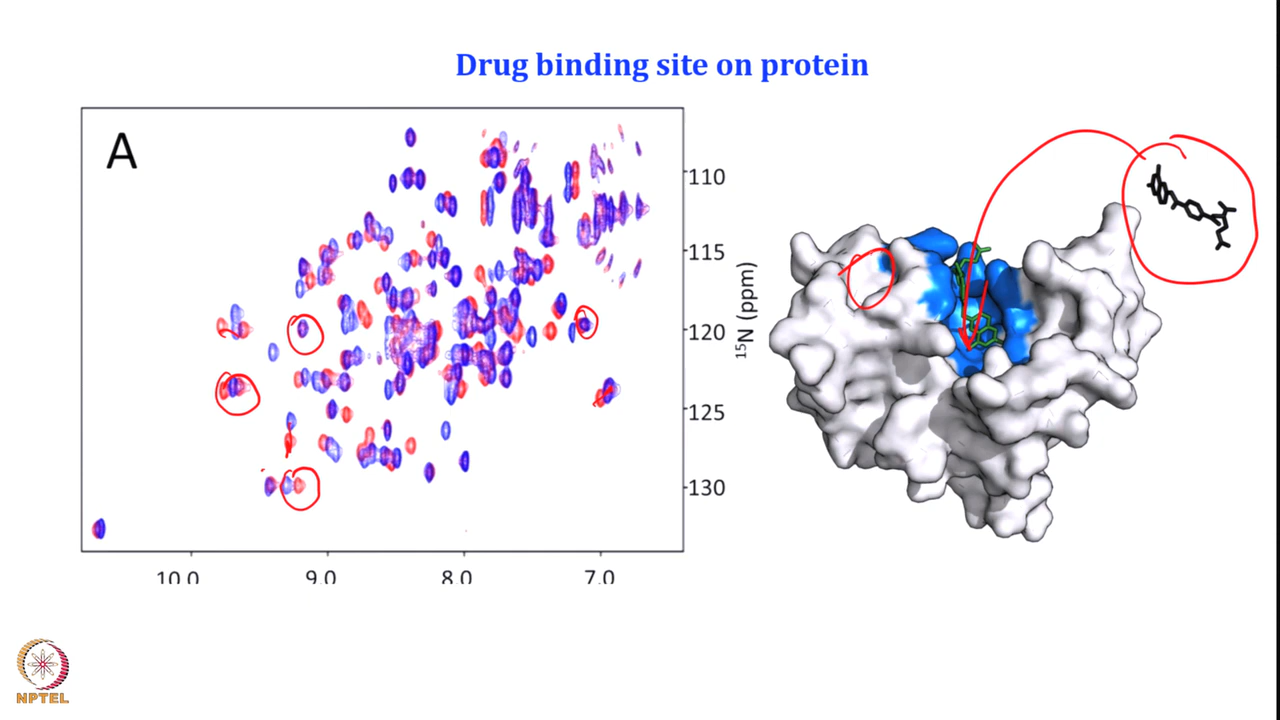 Drug binding site on protein
A
110
115
120
125
130
15N (ppm)
10.0
9.0
8.0
7.0
NPTEL